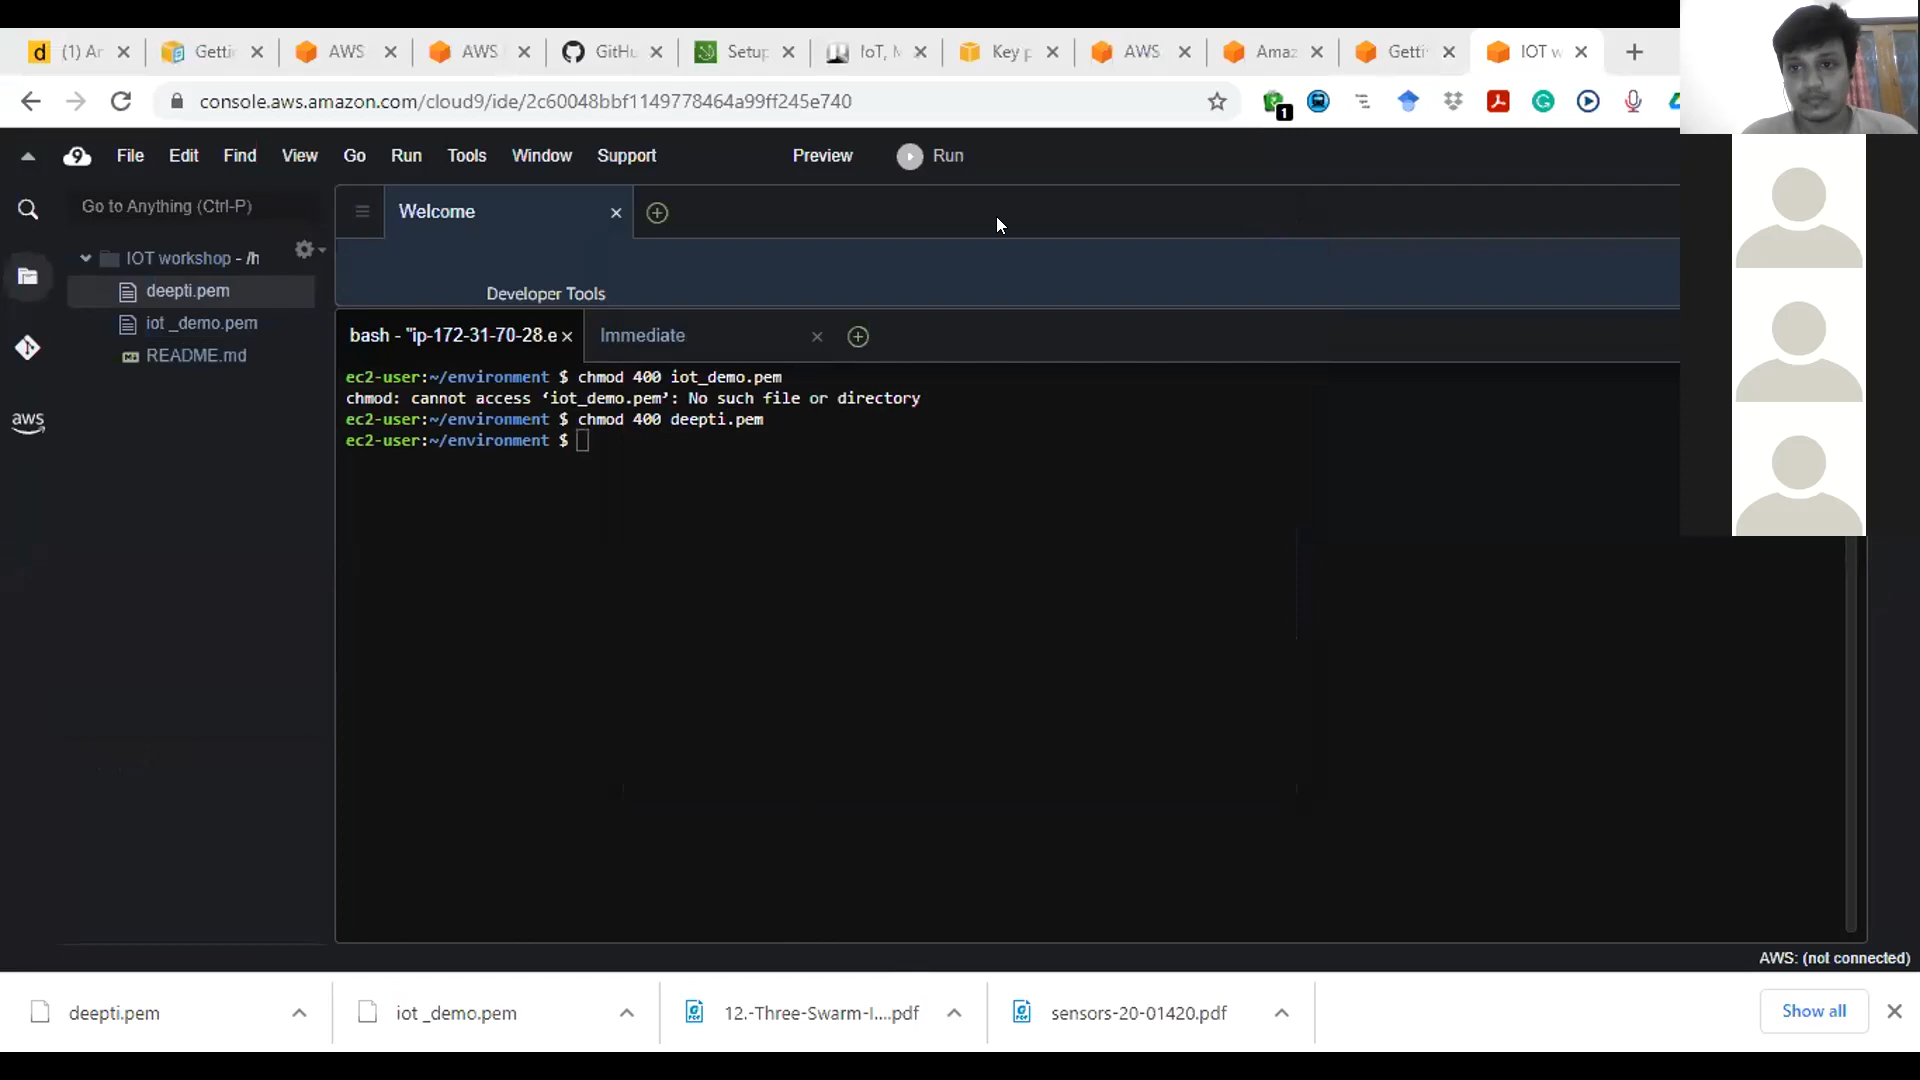 (1) Ar
Getti
AWS
AWS
GitHu
Setup
IoT, M
Key p
AWS
Amaz
Getti
IOT w
console.aws.amazon.com/cloud9/ide/2c60048bbf1149778464a99ff245e740
1
9 File Edit Find View Go Run Tools Window Support Preview Run
Go to Anything (Ctrl-P)
Welcome
IOT workshop - /h
deepti.pem
iot _demo.pem
README.md
aws
Developer Tools
bash - "ip-172-31-70-28.e
Immediate
ec2-user:~/environment $ chmod 400 iot_demo.pem
chmod: cannot access ‘iot_demo.pem’: No such file or directory
ec2-user:~/environment $ chmod 400 deepti.pem
ec2-user:~/environment $
AWS: (not connected)
deepti.pem
iot _demo.pem
12.-Three-Swarm-I....pdf
sensors-20-01420.pdf
Show all